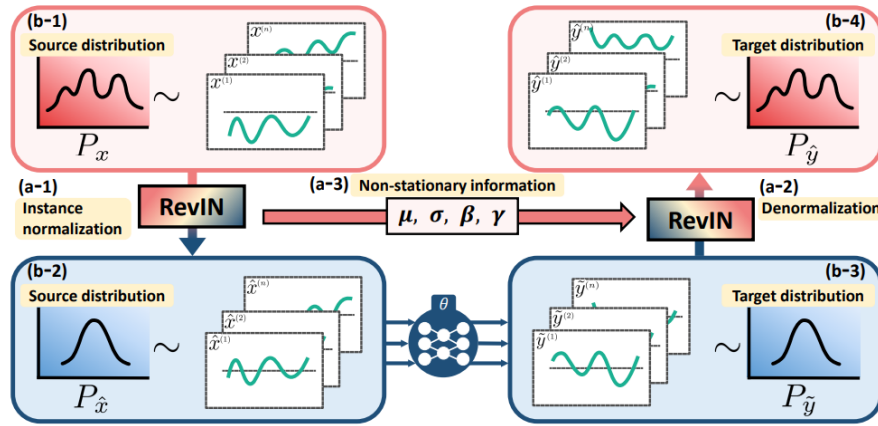 (b-1)
Source distribution
x^(n)
x^(2)
x^(1)
∼
P_x
(b-4)
ŷ^(n)
ŷ^(2)
ŷ^(1)
Target distribution
∼
P_ŷ
(a-1)
Instance
normalization
RevIN
(a-3)
Non-stationary information
μ, σ, β, γ
(a-2)
RevIN
Denormalization
(b-2)
Source distribution
x̂^(n)
x̂^(2)
x̂^(1)
∼
P_x̂
θ
(b-3)
ỹ^(n)
ỹ^(2)
ỹ^(1)
Target distribution
∼
P_ỹ